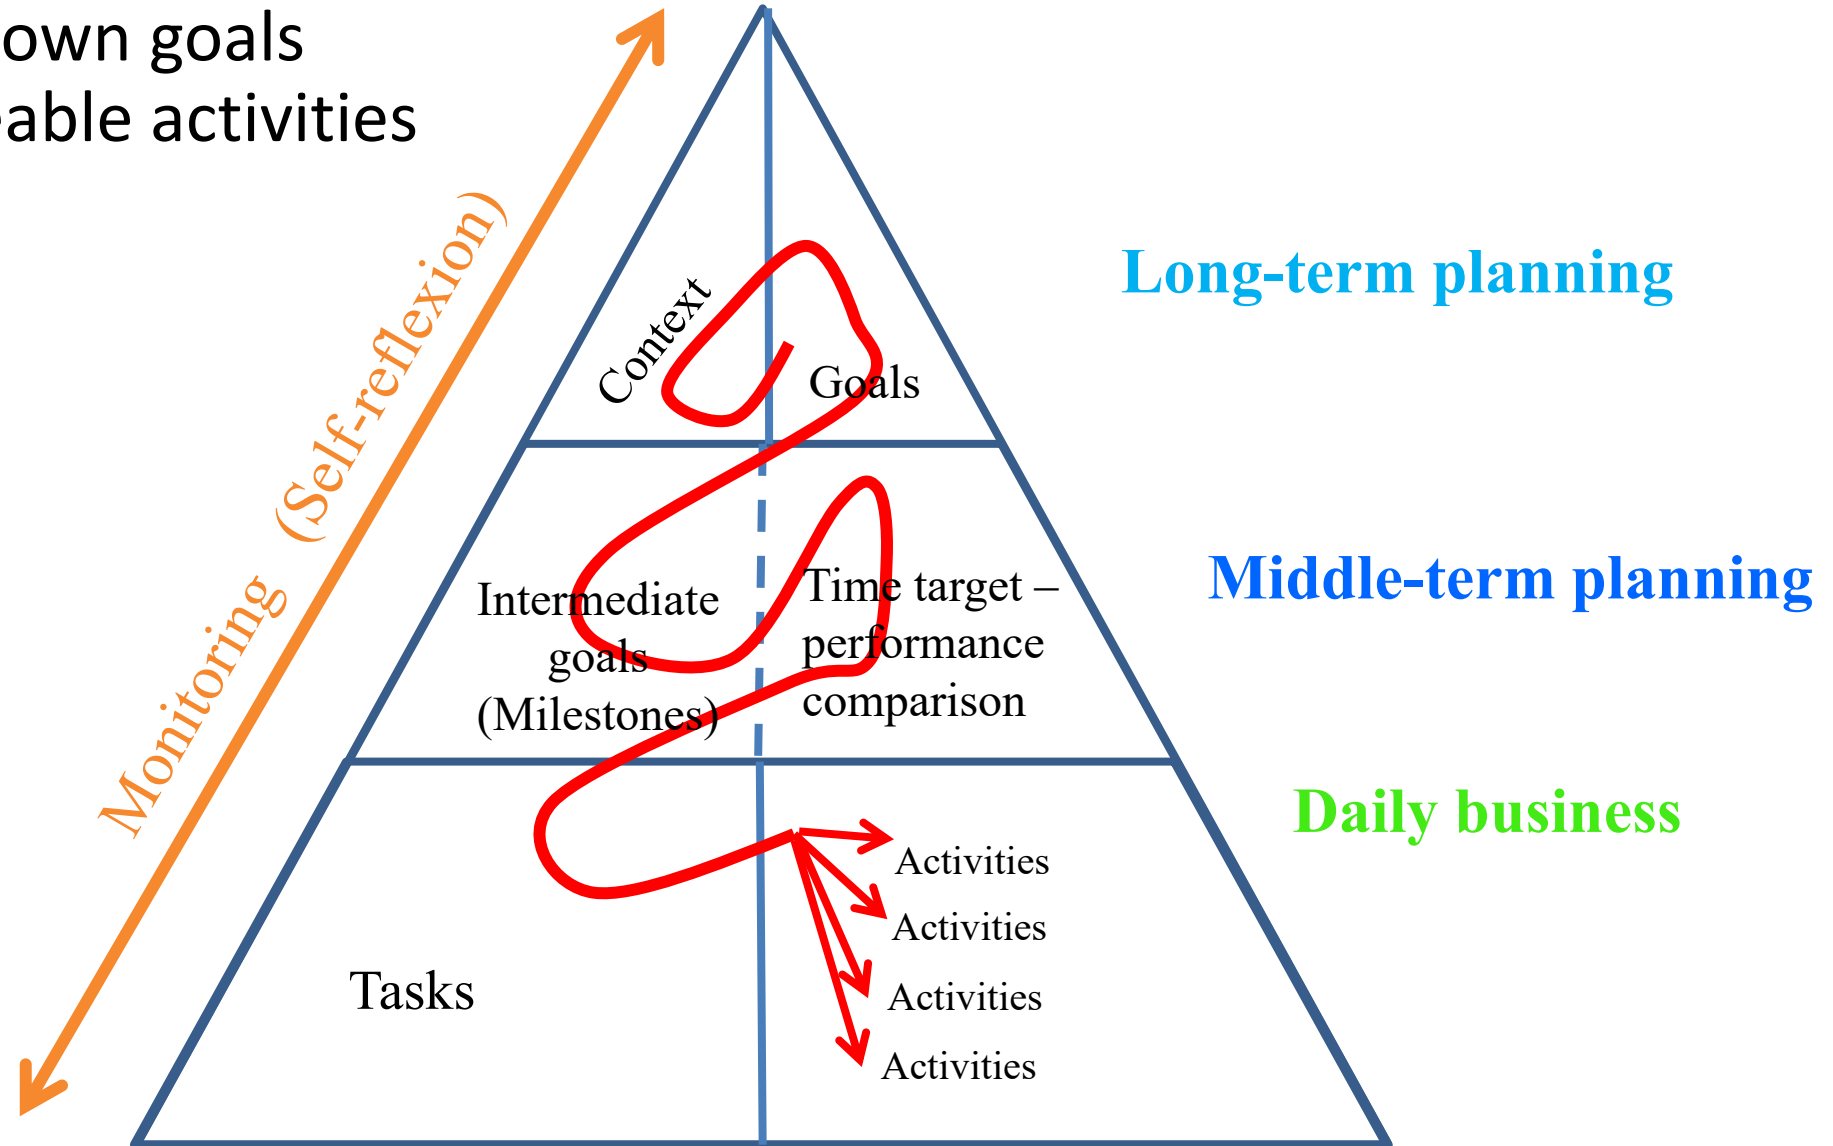 own goals
able activities
Monitoring (Self-reflexion)
Context
Goals
Long-term planning
Intermediate
goals
(Milestones)
Time target –
performance
comparison
Middle-term planning
Daily business
Tasks
Activities
Activities
Activities
Activities